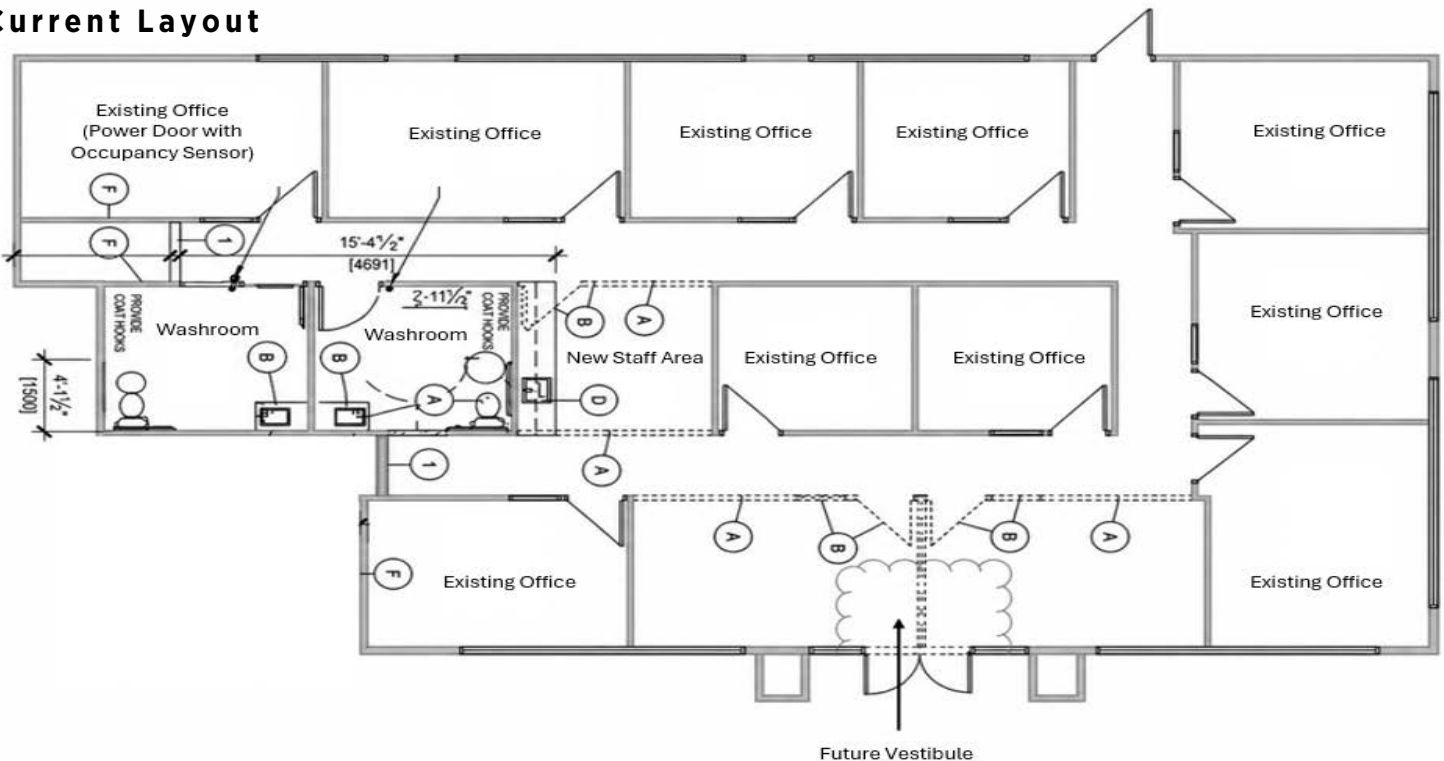 Current Layout
Existing Office
(Power Door with
Occupancy Sensor)
Existing Office
Existing Office
Existing Office
Existing Office
F
F
1
15'-4½"
[4691]
2'-11½"
PROVIDE
COAT HOOKS
Washroom
PROVIDE
COAT HOOKS
Washroom
B
A
New Staff Area
Existing Office
Existing Office
Existing Office
B
B
A
D
4'-1½"
[1500]
1
A
A
B
B
A
F
Existing Office
Existing Office
Future Vestibule